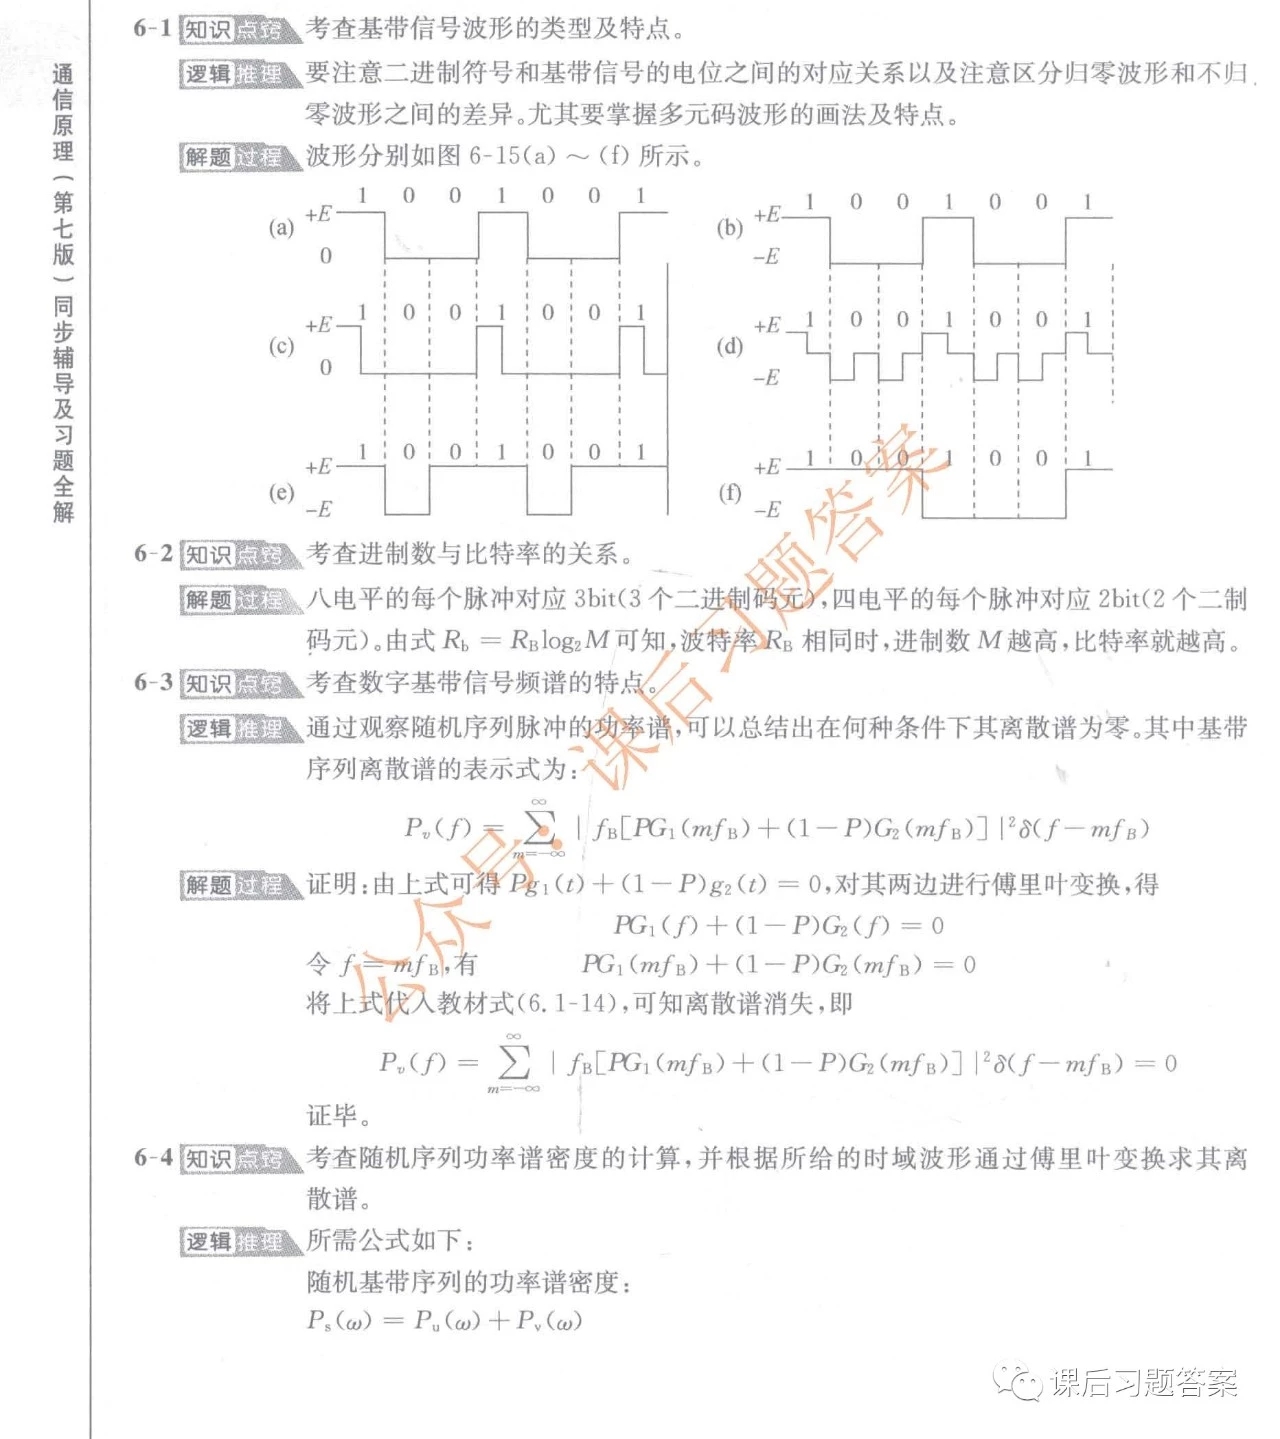 通信原理(第七版)同步辅导及习题全解
6-1 知识点窍 考查基带信号波形的类型及特点。
逻辑推理 要注意二进制符号和基带信号的电位之间的对应关系以及注意区分归零波形和不归
零波形之间的差异。尤其要掌握多元码波形的画法及特点。
解题过程 波形分别如图 6-15(a)～(f)所示。
(a) +E 0 1 0 0 1 0 0 1
(b) +E -E 1 0 0 1 0 0 1
(c) +E 0 1 0 0 1 0 0 1
(d) +E -E 1 0 0 1 0 0 1
(e) +E -E 1 0 0 1 0 0 1
(f) +E -E 1 0 0 1 0 0 1
6-2 知识点窍 考查进制数与比特率的关系。
解题过程 八电平的每个脉冲对应 3bit(3 个二进制码元),四电平的每个脉冲对应 2bit(2 个二制
码元)。由式 R_b = R_B log₂M 可知,波特率 R_B 相同时,进制数 M 越高,比特率就越高。
6-3 知识点窍 考查数字基带信号频谱的特点。
逻辑推理 通过观察随机序列脉冲的功率谱,可以总结出在何种条件下其离散谱为零。其中基带
序列离散谱的表示式为:
P_v(f) = ∑_{m=-∞}^{∞} | f_B[PG₁(mf_B)+(1-P)G₂(mf_B)] |²δ(f-mf_B)
解题过程 证明:由上式可得 Pg₁(t)+(1-P)g₂(t) = 0,对其两边进行傅里叶变换,得
PG₁(f)+(1-P)G₂(f) = 0
令 f = mf_B,有 PG₁(mf_B)+(1-P)G₂(mf_B) = 0
将上式代入教材式(6.1-14),可知离散谱消失,即
P_v(f) = ∑_{m=-∞}^{∞} | f_B[PG₁(mf_B)+(1-P)G₂(mf_B)] |²δ(f-mf_B) = 0
证毕。
6-4 知识点窍 考查随机序列功率谱密度的计算,并根据所给的时域波形通过傅里叶变换求其离
散谱。
逻辑推理 所需公式如下:
随机基带序列的功率谱密度:
P_s(ω) = P_u(ω)+P_v(ω)
公众号:课后习题答案
课后习题答案